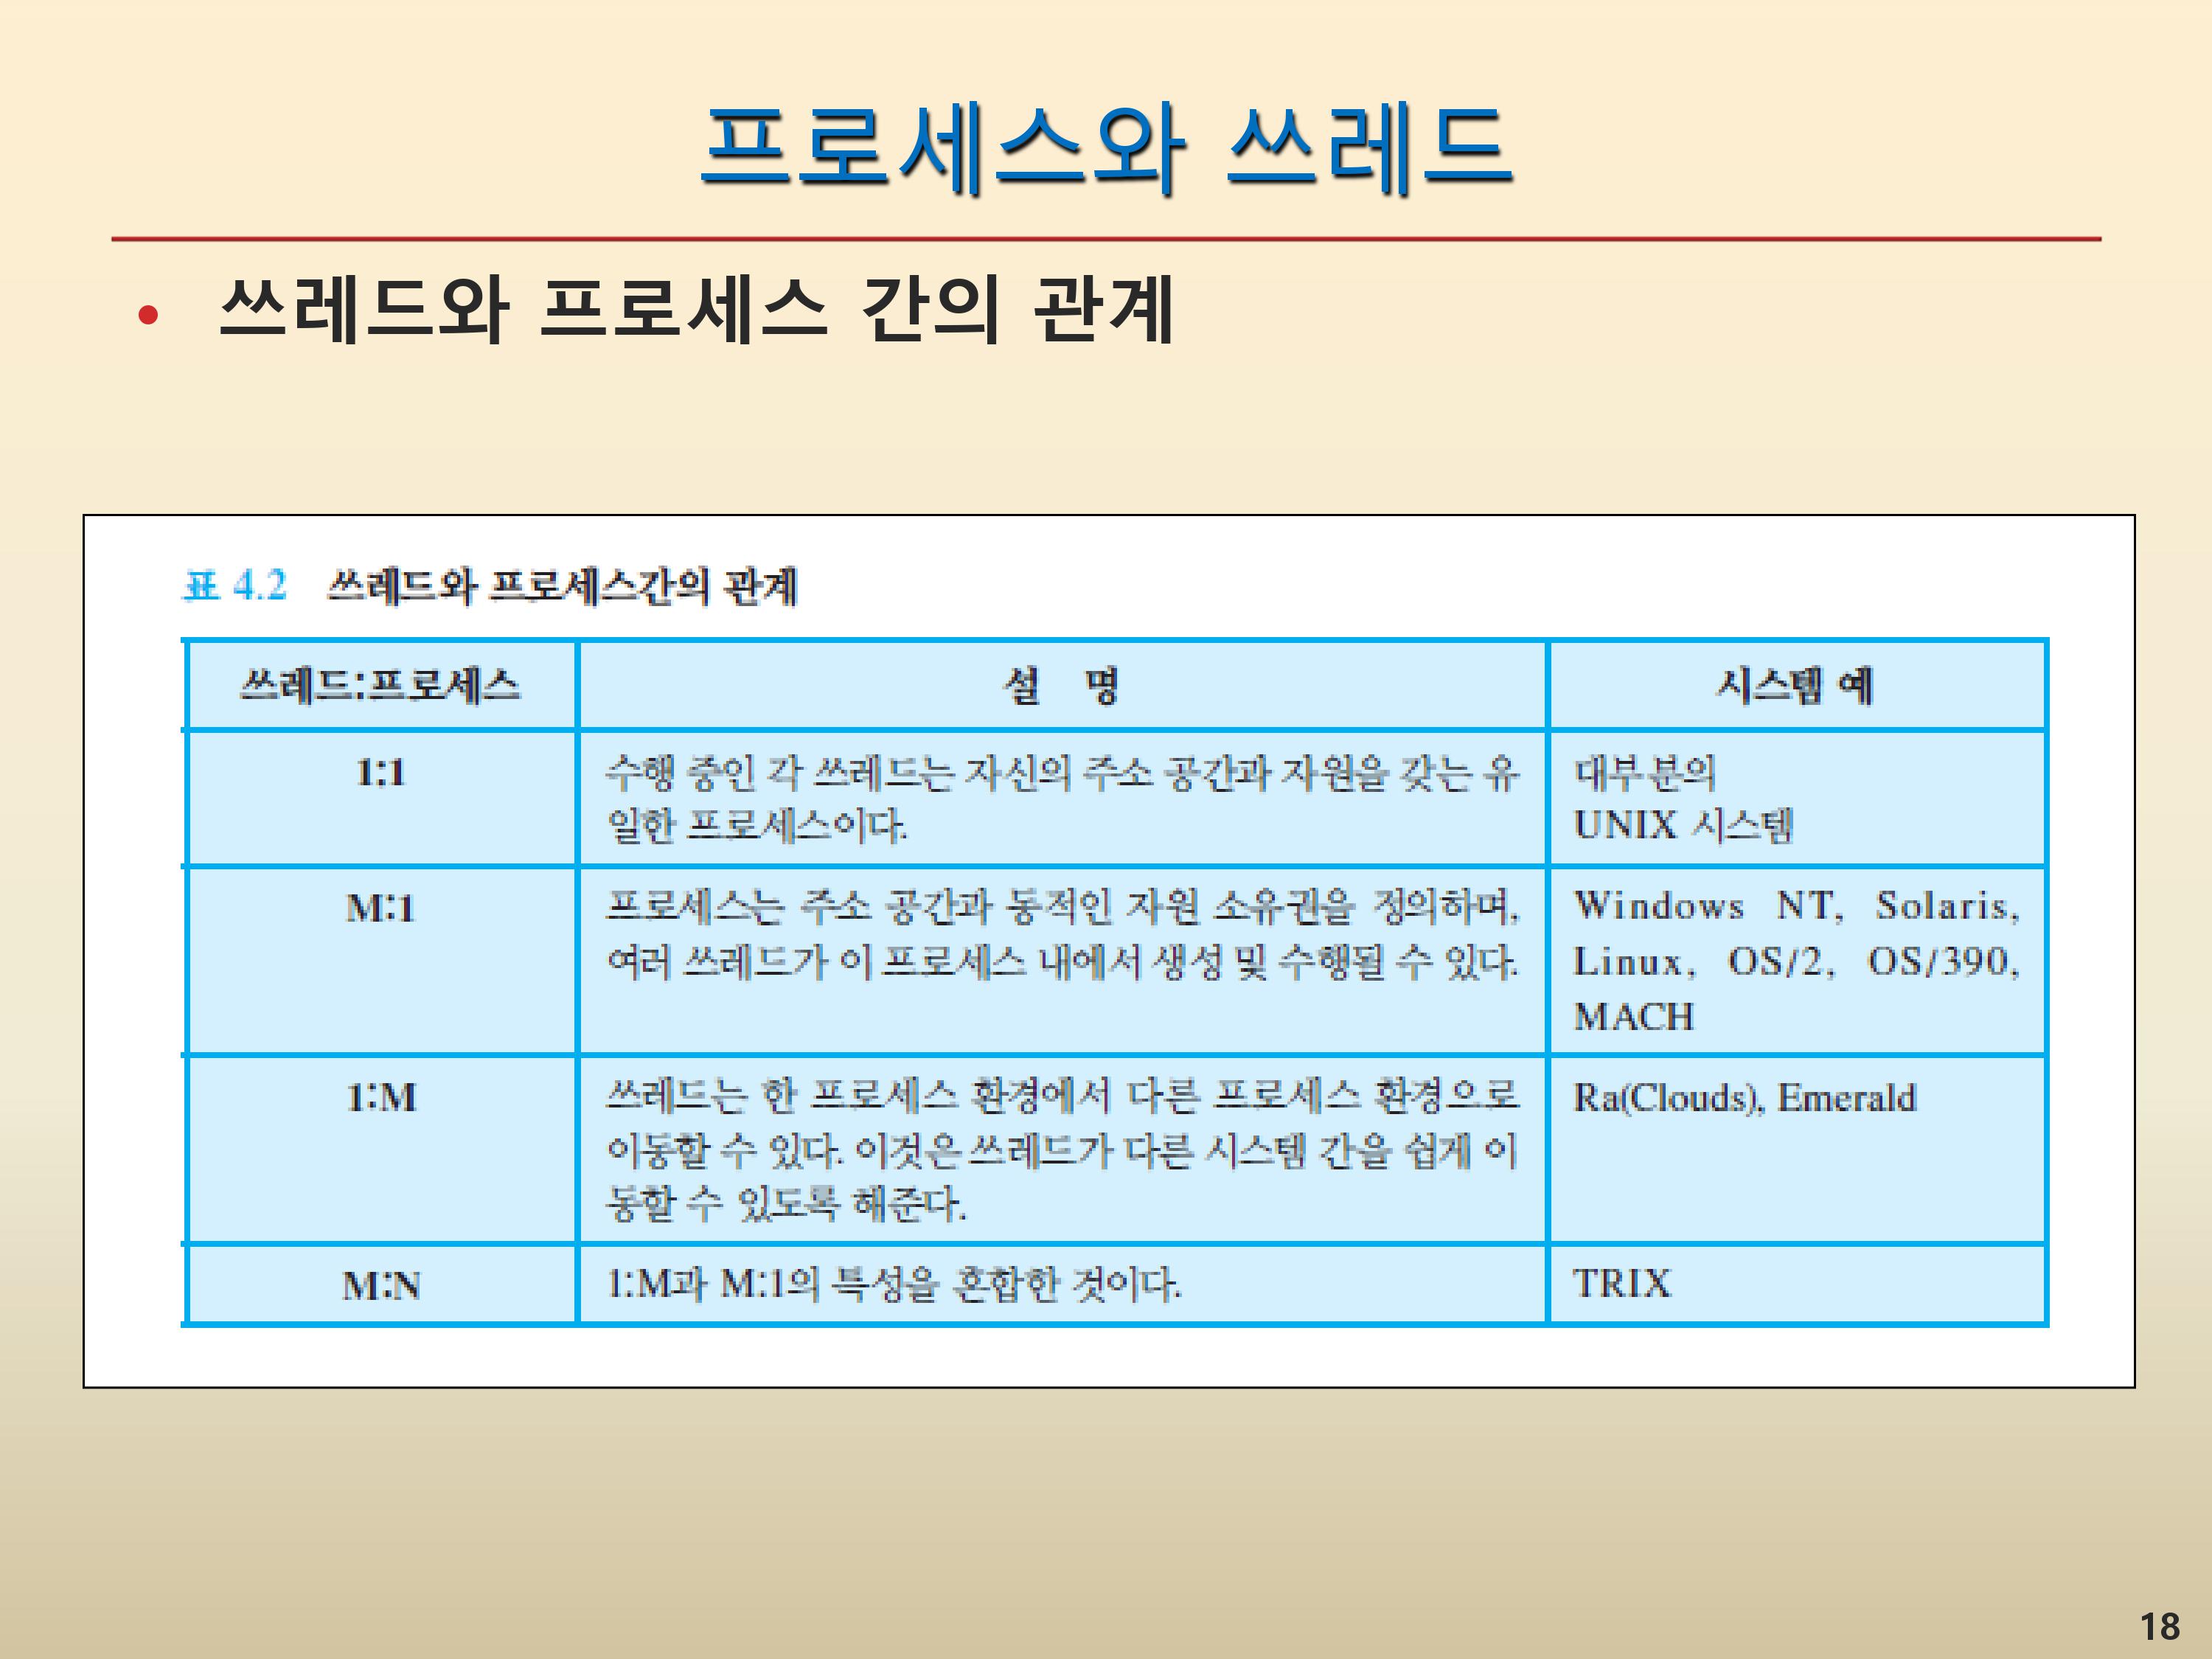 프로세스와 쓰레드
• 쓰레드와 프로세스 간의 관계
표 4.2 쓰레드와 프로세스간의 관계
쓰레드:프로세스 설 명 시스템 예
1:1
수행 중인 각 쓰레드는 자신의 주소 공간과 자원을 갖는 유
일한 프로세스이다.
대부분의
UNIX 시스템
M:1
프로세스는 주소 공간과 동적인 자원 소유권을 정의하며,
여러 쓰레드가 이 프로세스 내에서 생성 및 수행될 수 있다.
Windows NT, Solaris,
Linux, OS/2, OS/390,
MACH
1:M
쓰레드는 한 프로세스 환경에서 다른 프로세스 환경으로
이동할 수 있다. 이것은 쓰레드가 다른 시스템 간을 쉽게 이
동할 수 있도록 해준다.
Ra(Clouds), Emerald
M:N
1:M과 M:1의 특성을 혼합한 것이다.
TRIX
18